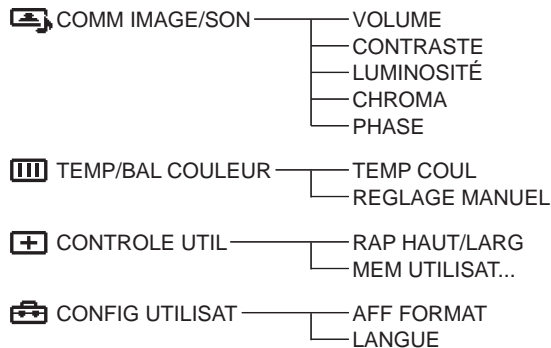 COMM IMAGE/SON VOLUME
CONTRASTE
LUMINOSITÉ
CHROMA
PHASE
TEMP/BAL COULEUR TEMP COUL
REGLAGE MANUEL
CONTROLE UTIL RAP HAUT/LARG
MEM UTILISAT...
CONFIG UTILISAT AFF FORMAT
LANGUE